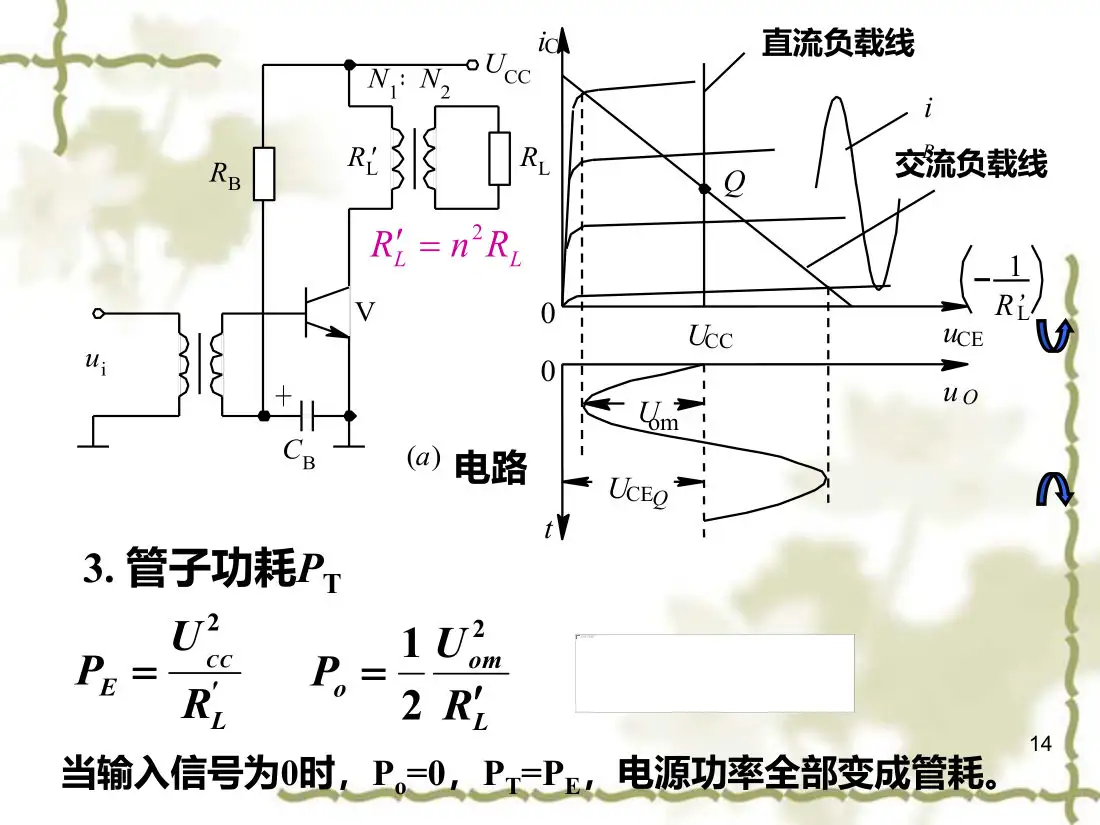 N₁ : N₂
U_CC
R_B
R_L′
R_L
R′_L = n²R_L
V
u_i
+
C_B
(a) 电路
i_C
直流负载线
i_B
交流负载线
Q
(−1/R_L′)
0
U_CC
u_CE
0
u_O
U_om
U_CEQ
t
3. 管子功耗P_T
P_E = U²_cc / R′_L
P_o = 1/2 U²_om / R′_L
14
当输入信号为0时，P_o=0，P_T=P_E，电源功率全部变成管耗。